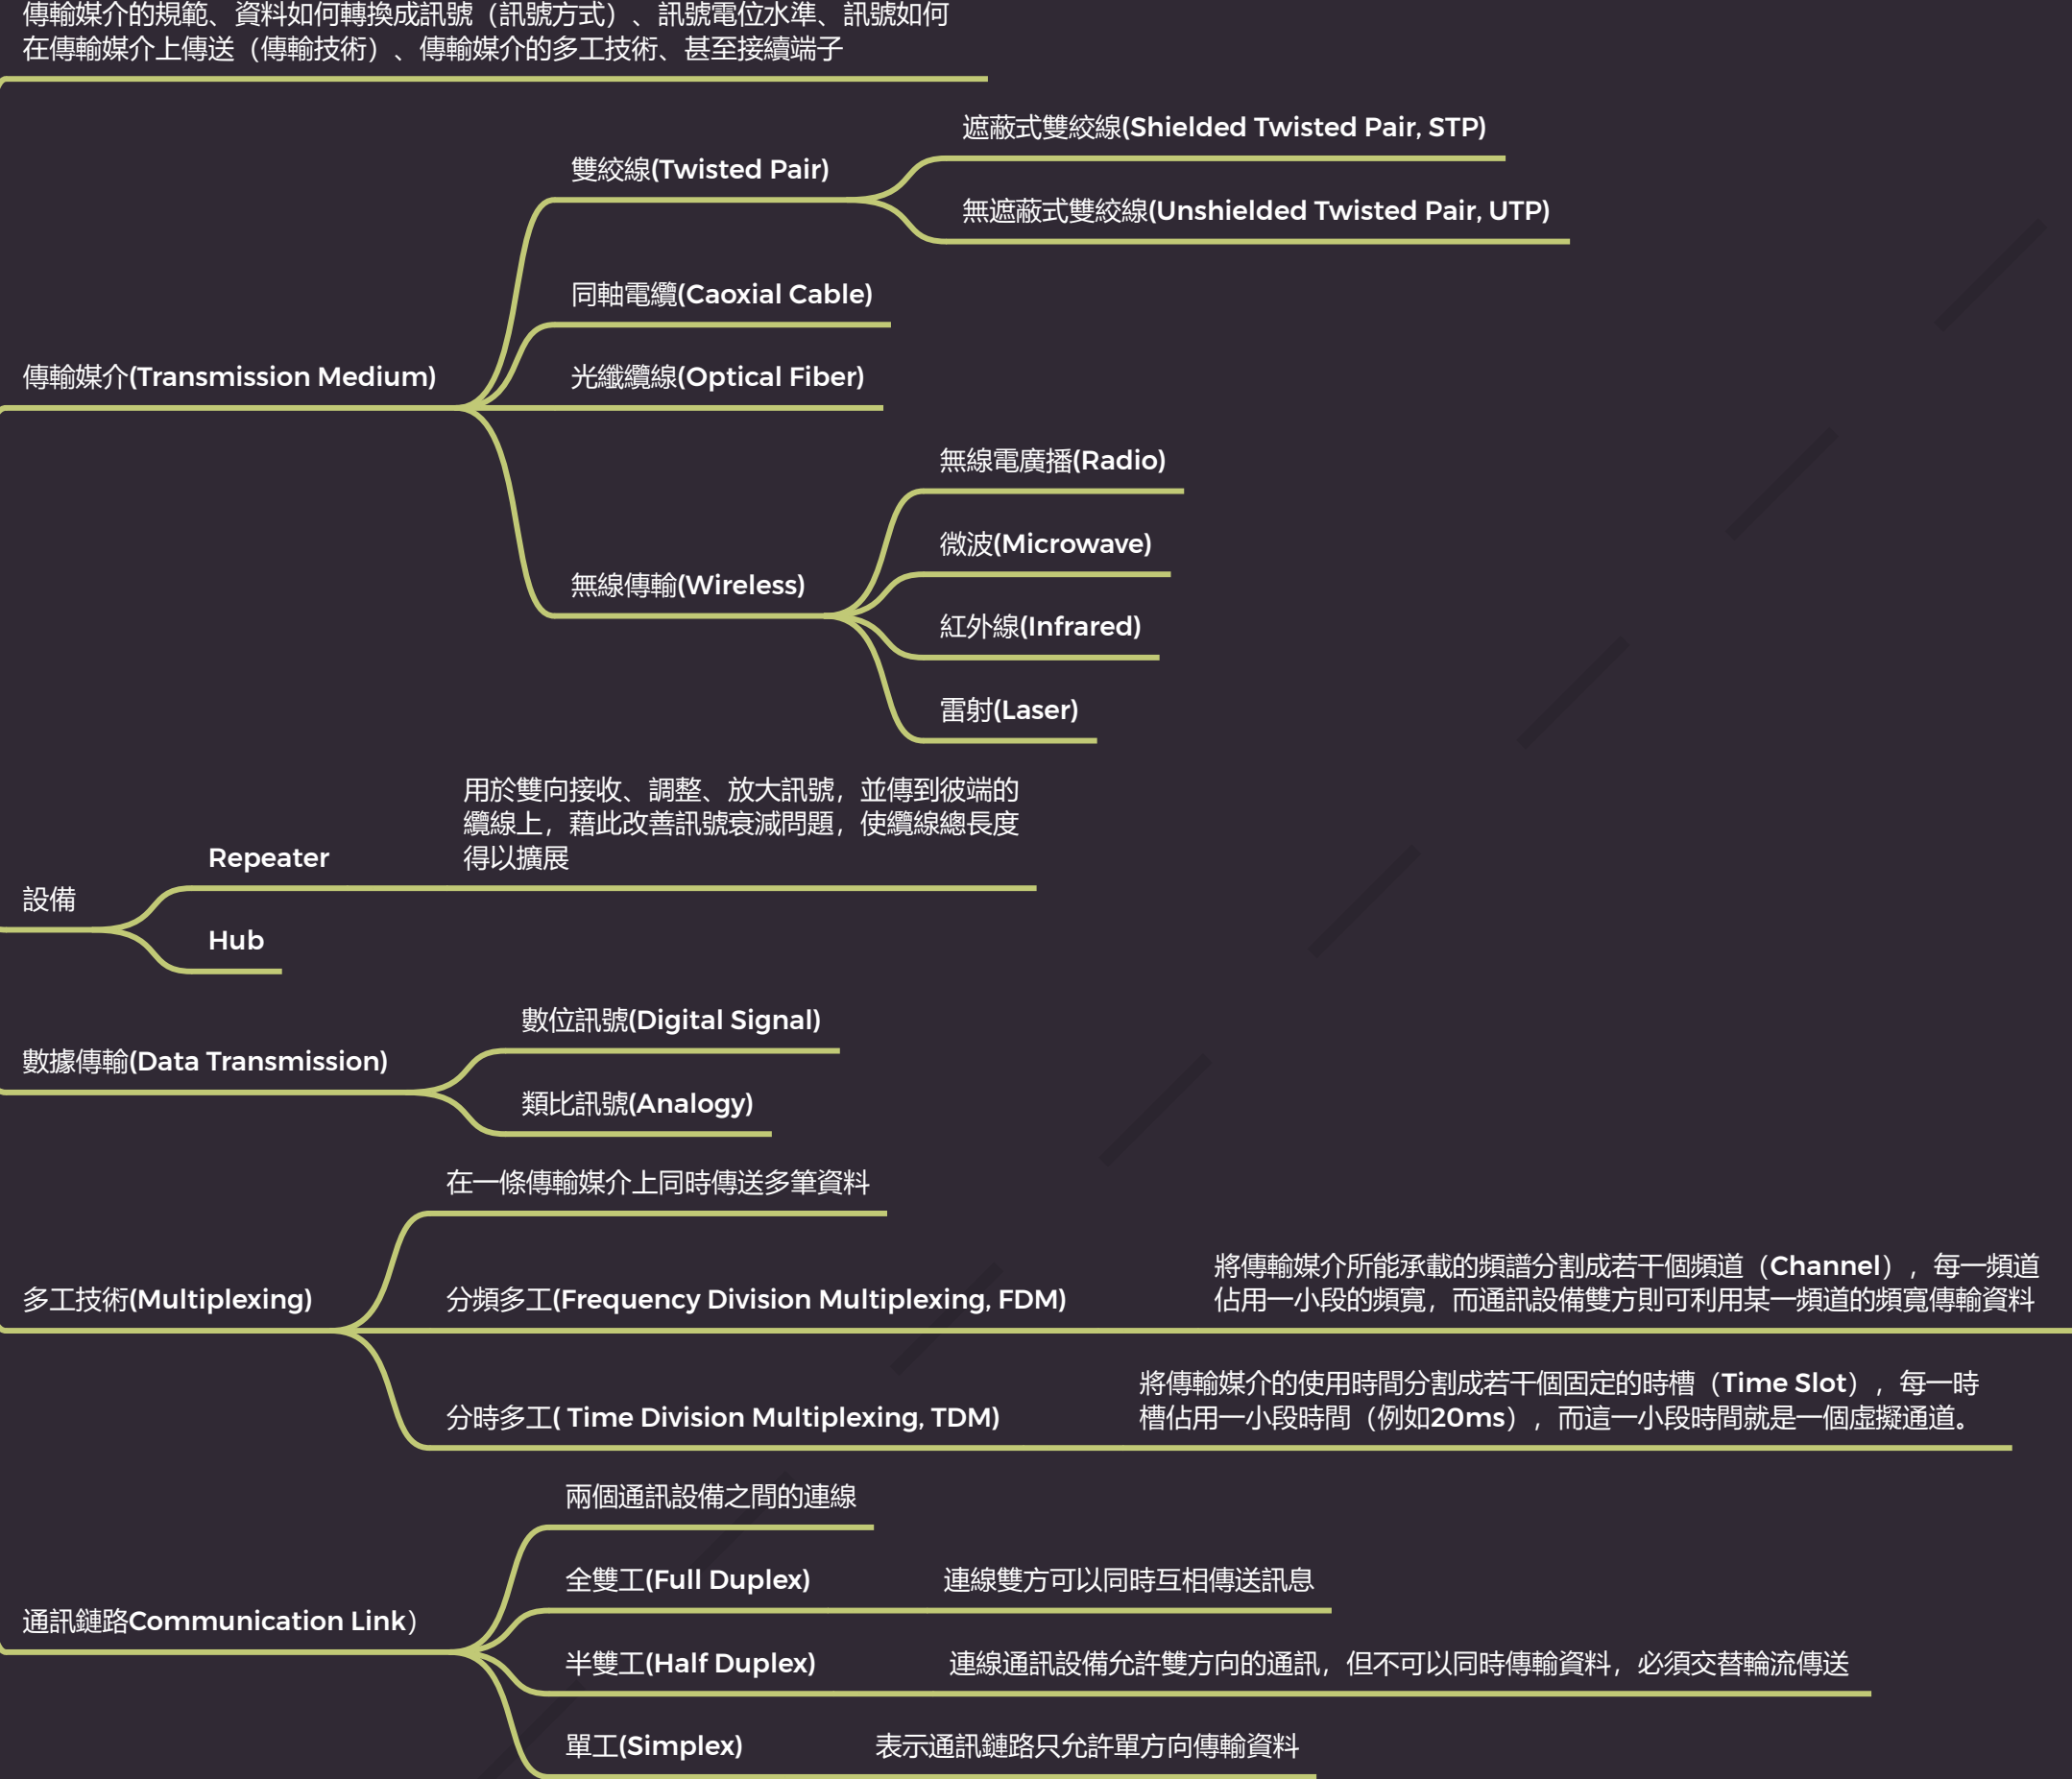 傳輸媒介的規範、資料如何轉換成訊號（訊號方式）、訊號電位水準、訊號如何
在傳輸媒介上傳送（傳輸技術）、傳輸媒介的多工技術、甚至接續端子
傳輸媒介(Transmission Medium)
雙絞線(Twisted Pair)
遮蔽式雙絞線(Shielded Twisted Pair, STP)
無遮蔽式雙絞線(Unshielded Twisted Pair, UTP)
同軸電纜(Caoxial Cable)
光纖纜線(Optical Fiber)
無線傳輸(Wireless)
無線電廣播(Radio)
微波(Microwave)
紅外線(Infrared)
雷射(Laser)
設備
Repeater
用於雙向接收、調整、放大訊號，並傳到彼端的
纜線上，藉此改善訊號衰減問題，使纜線總長度
得以擴展
Hub
數據傳輸(Data Transmission)
數位訊號(Digital Signal)
類比訊號(Analogy)
多工技術(Multiplexing)
在一條傳輸媒介上同時傳送多筆資料
分頻多工(Frequency Division Multiplexing, FDM)
將傳輸媒介所能承載的頻譜分割成若干個頻道（Channel），每一頻道
佔用一小段的頻寬，而通訊設備雙方則可利用某一頻道的頻寬傳輸資料
分時多工( Time Division Multiplexing, TDM)
將傳輸媒介的使用時間分割成若干個固定的時槽（Time Slot），每一時
槽佔用一小段時間（例如20ms），而這一小段時間就是一個虛擬通道。
通訊鏈路Communication Link）
兩個通訊設備之間的連線
全雙工(Full Duplex)
連線雙方可以同時互相傳送訊息
半雙工(Half Duplex)
連線通訊設備允許雙方向的通訊，但不可以同時傳輸資料，必須交替輪流傳送
單工(Simplex)
表示通訊鏈路只允許單方向傳輸資料